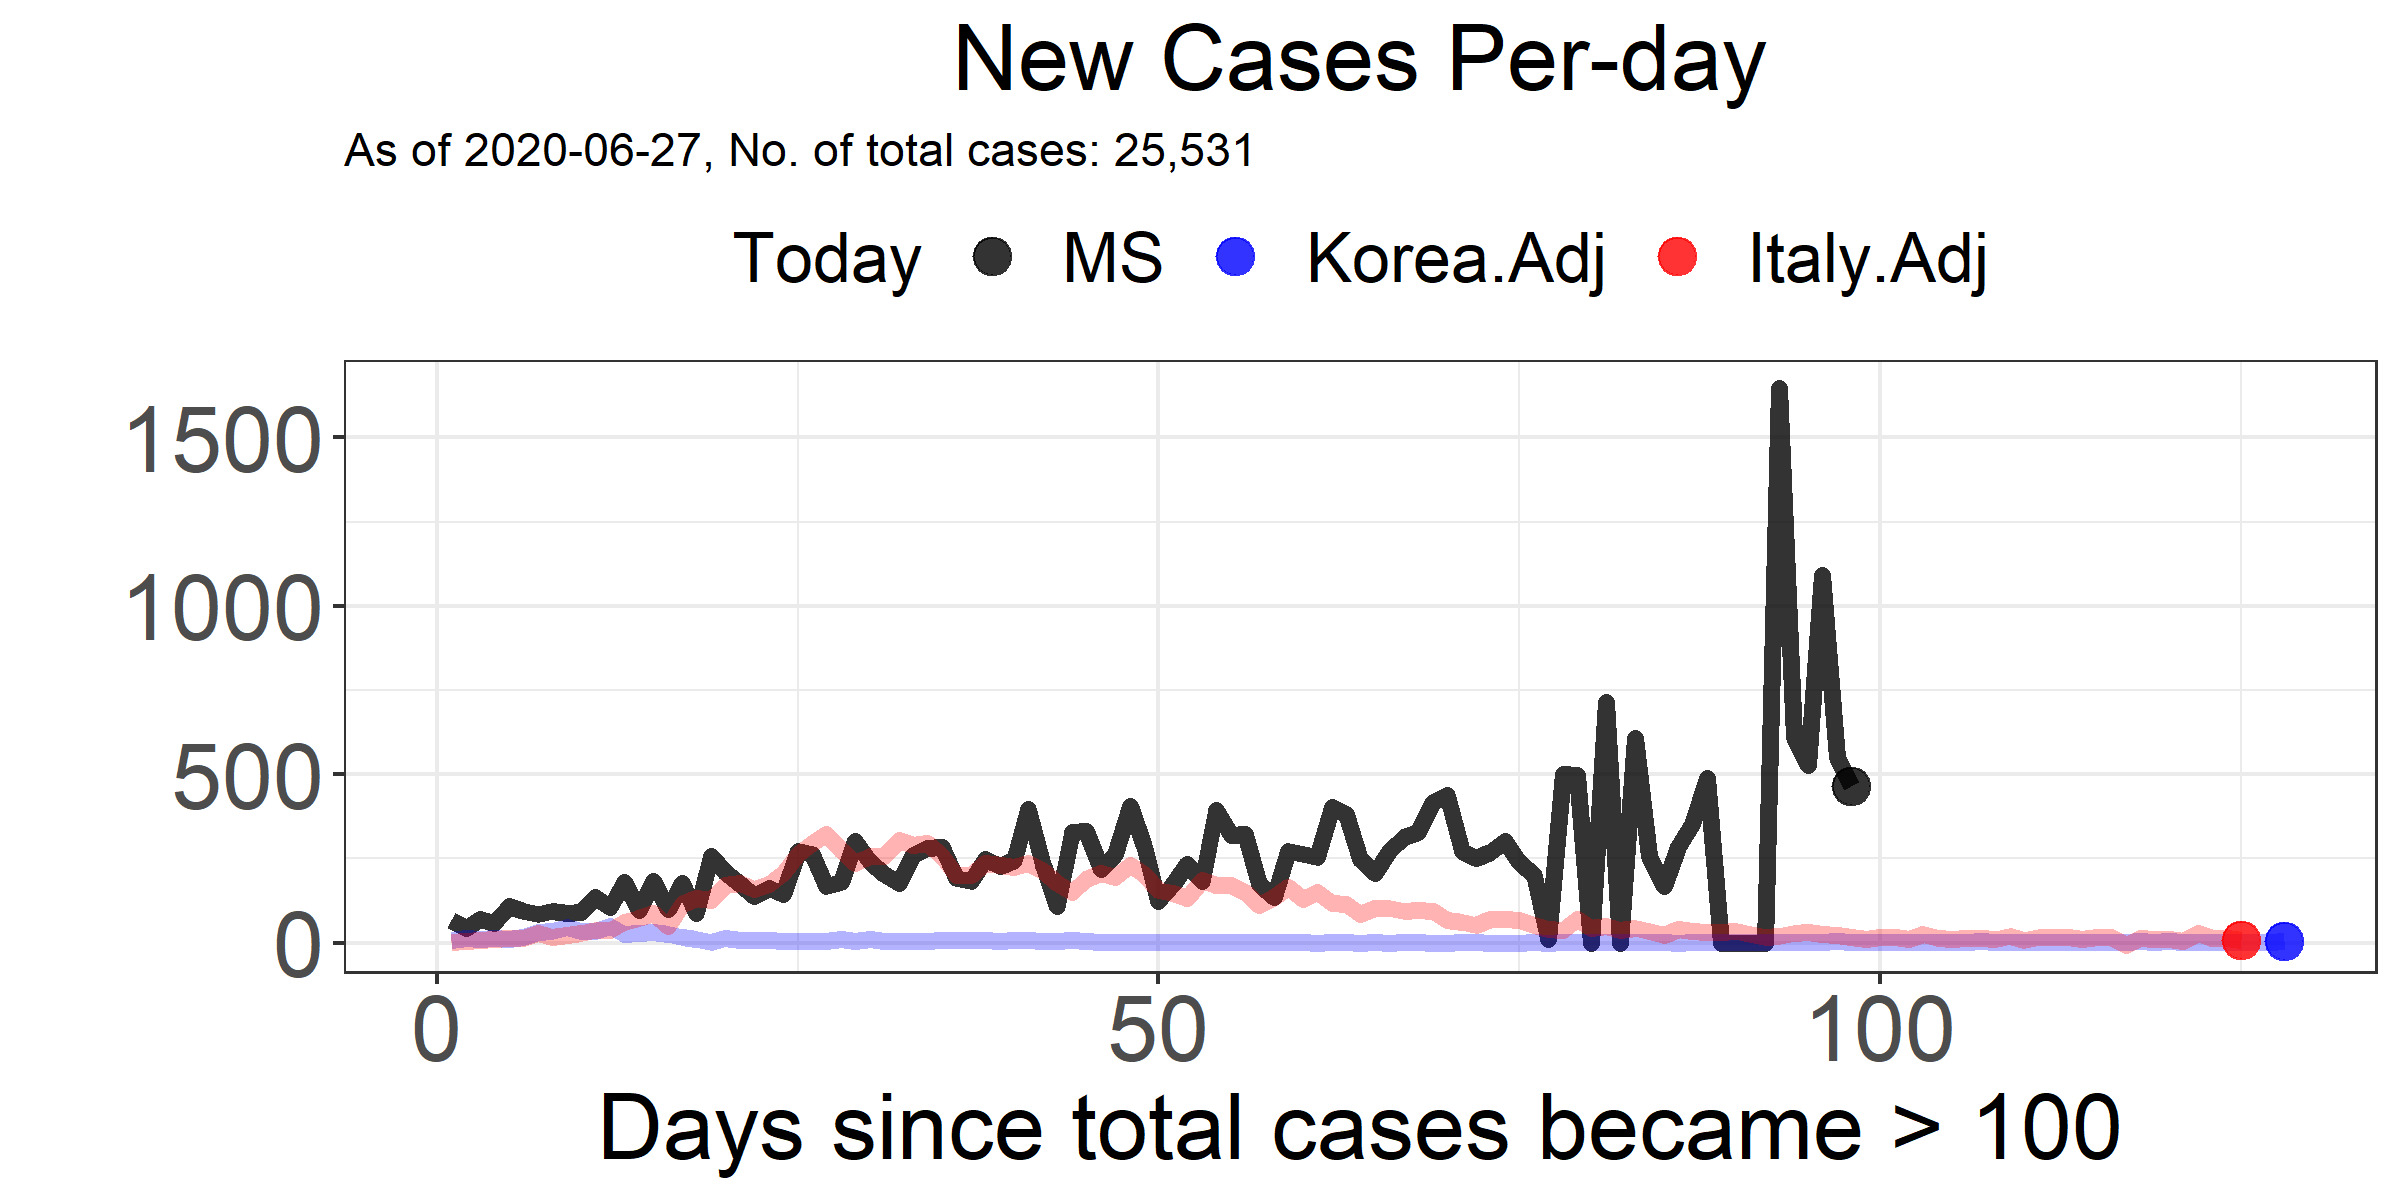 New Cases Per-day
As of 2020-06-27, No. of total cases: 25,531
Today MS Korea.Adj Italy.Adj
1500
1000
500
0
0 50 100
Days since total cases became > 100